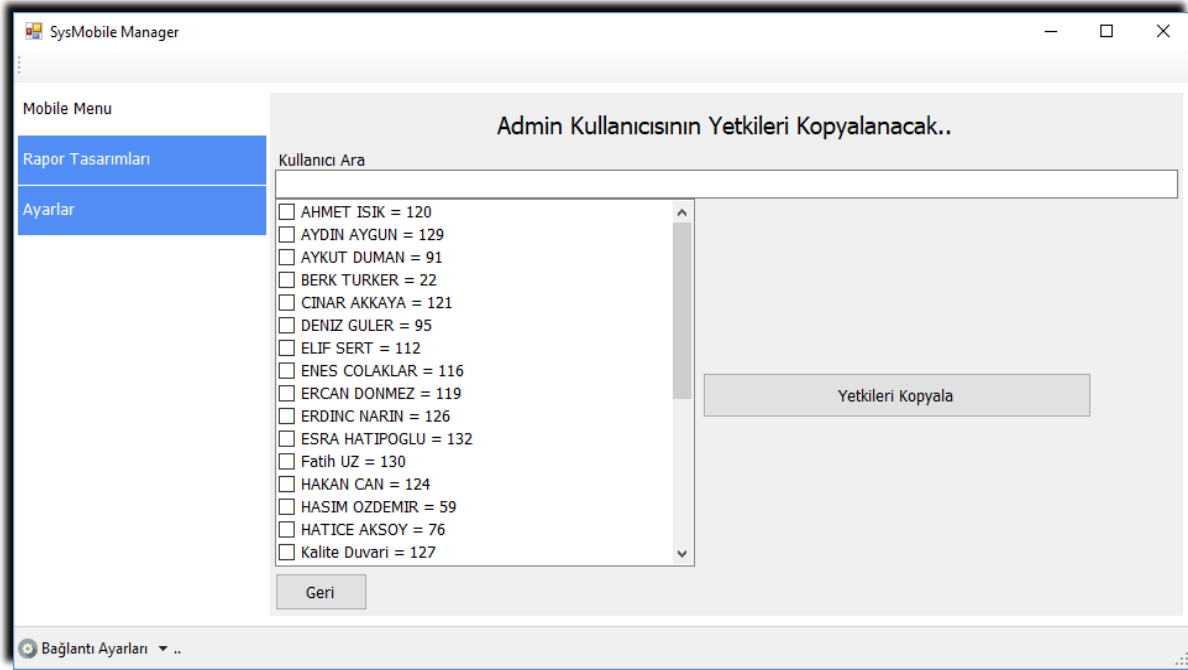 SysMobile Manager
Mobile Menu
Rapor Tasarımları
Ayarlar
Admin Kullanıcısının Yetkileri Kopyalanacak..
Kullanıcı Ara
AHMET ISIK = 120
AYDIN AYGUN = 129
AYKUT DUMAN = 91
BERK TURKER = 22
CINAR AKKAYA = 121
DENIZ GULER = 95
ELIF SERT = 112
ENES COLAKLAR = 116
ERCAN DONMEZ = 119
ERDINC NARIN = 126
ESRA HATIPOGLU = 132
Fatih UZ = 130
HAKAN CAN = 124
HASIM OZDEMIR = 59
HATICE AKSOY = 76
Kalite Duvari = 127
Yetkileri Kopyala
Geri
Bağlantı Ayarları ..